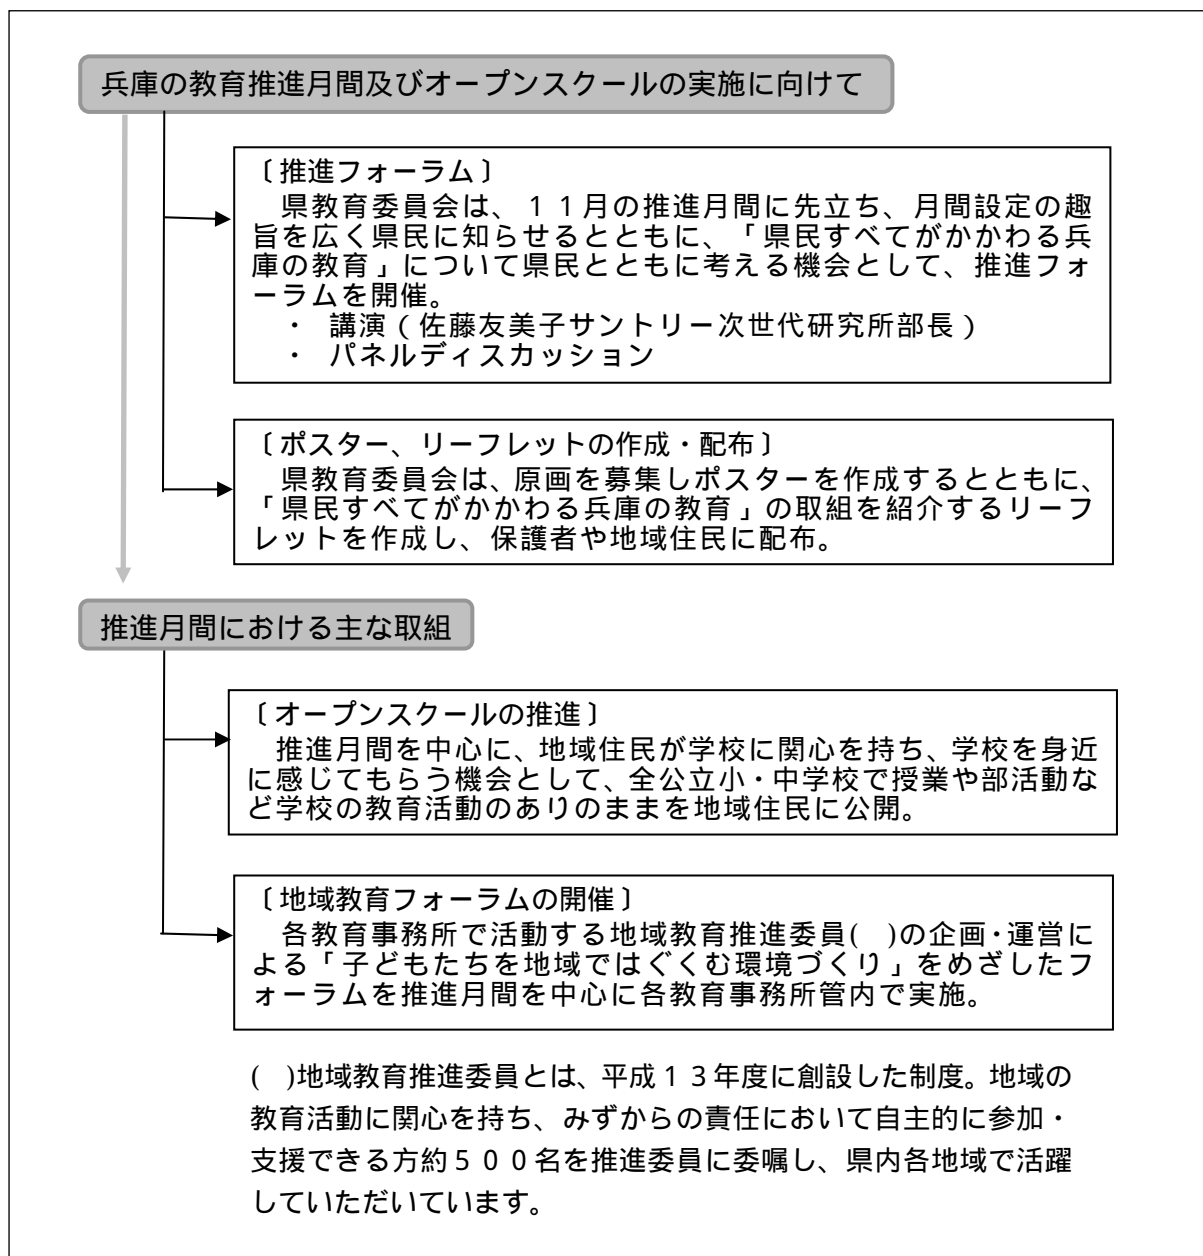 兵庫の教育推進月間及びオープンスクールの実施に向けて
〔推進フォーラム〕
県教育委員会は、１１月の推進月間に先立ち、月間設定の趣
旨を広く県民に知らせるとともに、「県民すべてがかかわる兵
庫の教育」について県民とともに考える機会として、推進フォ
ーラムを開催。
・ 講演（佐藤友美子サントリー次世代研究所部長）
・ パネルディスカッション
〔ポスター、リーフレットの作成・配布〕
県教育委員会は、原画を募集しポスターを作成するとともに、
「県民すべてがかかわる兵庫の教育」の取組を紹介するリーフ
レットを作成し、保護者や地域住民に配布。
推進月間における主な取組
〔オープンスクールの推進〕
推進月間を中心に、地域住民が学校に関心を持ち、学校を身近
に感じてもらう機会として、全公立小・中学校で授業や部活動な
ど学校の教育活動のありのままを地域住民に公開。
〔地域教育フォーラムの開催〕
各教育事務所で活動する地域教育推進委員(　)の企画・運営に
よる「子どもたちを地域ではぐくむ環境づくり」をめざしたフ
ォーラムを推進月間を中心に各教育事務所管内で実施。
(　)地域教育推進委員とは、平成１３年度に創設した制度。地域の
教育活動に関心を持ち、みずからの責任において自主的に参加・
支援できる方約５００名を推進委員に委嘱し、県内各地域で活躍
していただいています。